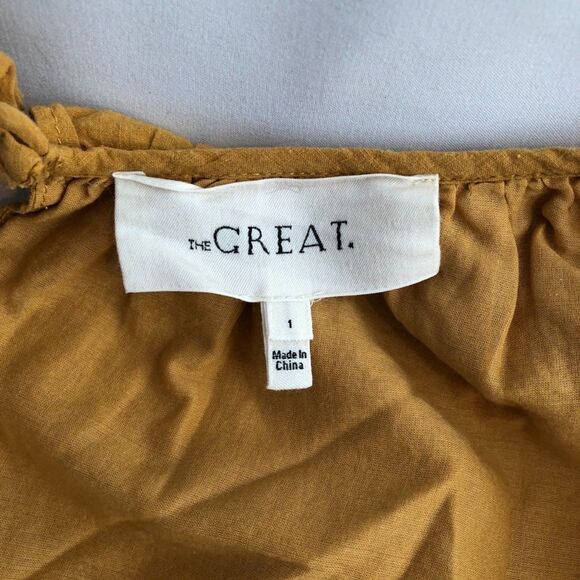 THE GREAT.
1
Made In
China